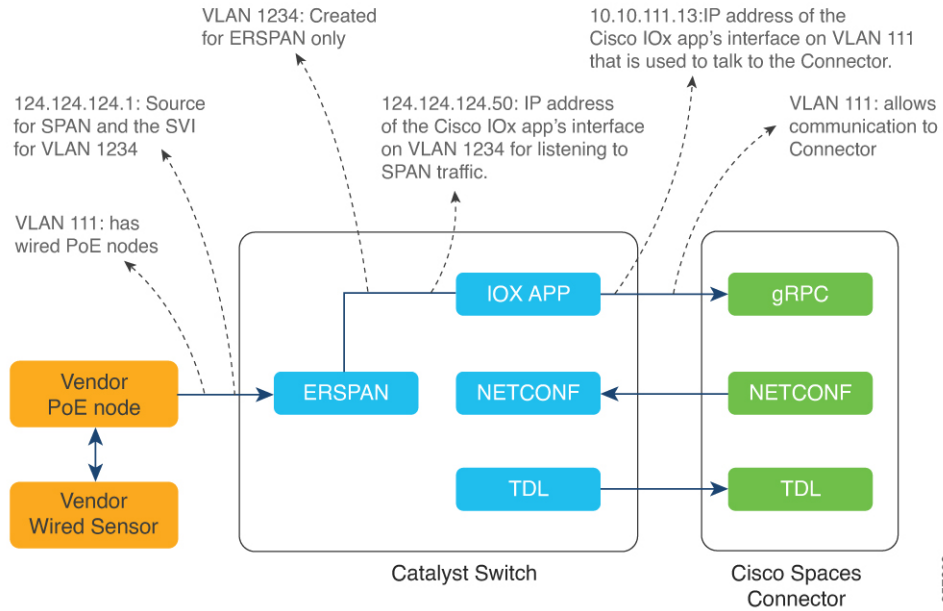 VLAN 1234: Created
for ERSPAN only
10.10.111.13:IP address of the
Cisco IOx app's interface on VLAN 111
that is used to talk to the Connector.
124.124.124.1: Source
for SPAN and the SVI
for VLAN 1234
124.124.124.50: IP address
of the Cisco IOx app's interface
on VLAN 1234 for listening to
SPAN traffic.
VLAN 111: allows
communication to
Connector
VLAN 111: has
wired PoE nodes
IOX APP
gRPC
Vendor
PoE node
ERSPAN
NETCONF
NETCONF
Vendor
Wired Sensor
TDL
TDL
Catalyst Switch
Cisco Spaces
Connector